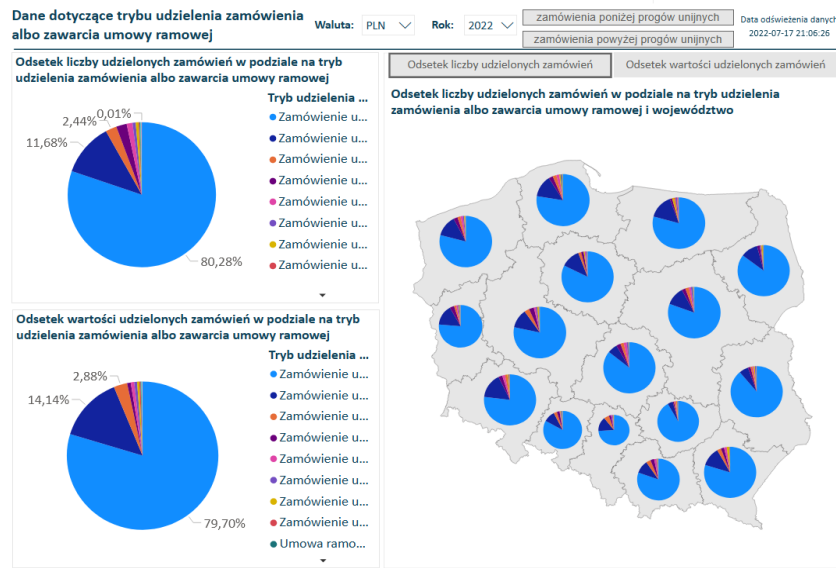 Dane dotyczące trybu udzielenia zamówienia
albo zawarcia umowy ramowej
Waluta: PLN
Rok: 2022
zamówienia poniżej progów unijnych
zamówienia powyżej progów unijnych
Data odświeżenia danych
2022-07-17 21:06:26
Odsetek liczby udzielonych zamówień w podziale na tryb
udzielenia zamówienia albo zawarcia umowy ramowej
Tryb udzielenia ...
Zamówienie u...
Zamówienie u...
Zamówienie u...
Zamówienie u...
Zamówienie u...
Zamówienie u...
Zamówienie u...
Zamówienie u...
0,01%
2,44%
11,68%
80,28%
Odsetek wartości udzielonych zamówień w podziale na tryb
udzielenia zamówienia albo zawarcia umowy ramowej
Tryb udzielenia ...
Zamówienie u...
Zamówienie u...
Zamówienie u...
Zamówienie u...
Zamówienie u...
Zamówienie u...
Zamówienie u...
Zamówienie u...
Umowa ramo...
2,88%
14,14%
79,70%
Odsetek liczby udzielonych zamówień
Odsetek wartości udzielonych zamówień
Odsetek liczby udzielonych zamówień w podziale na tryb udzielenia
zamówienia albo zawarcia umowy ramowej i województwo